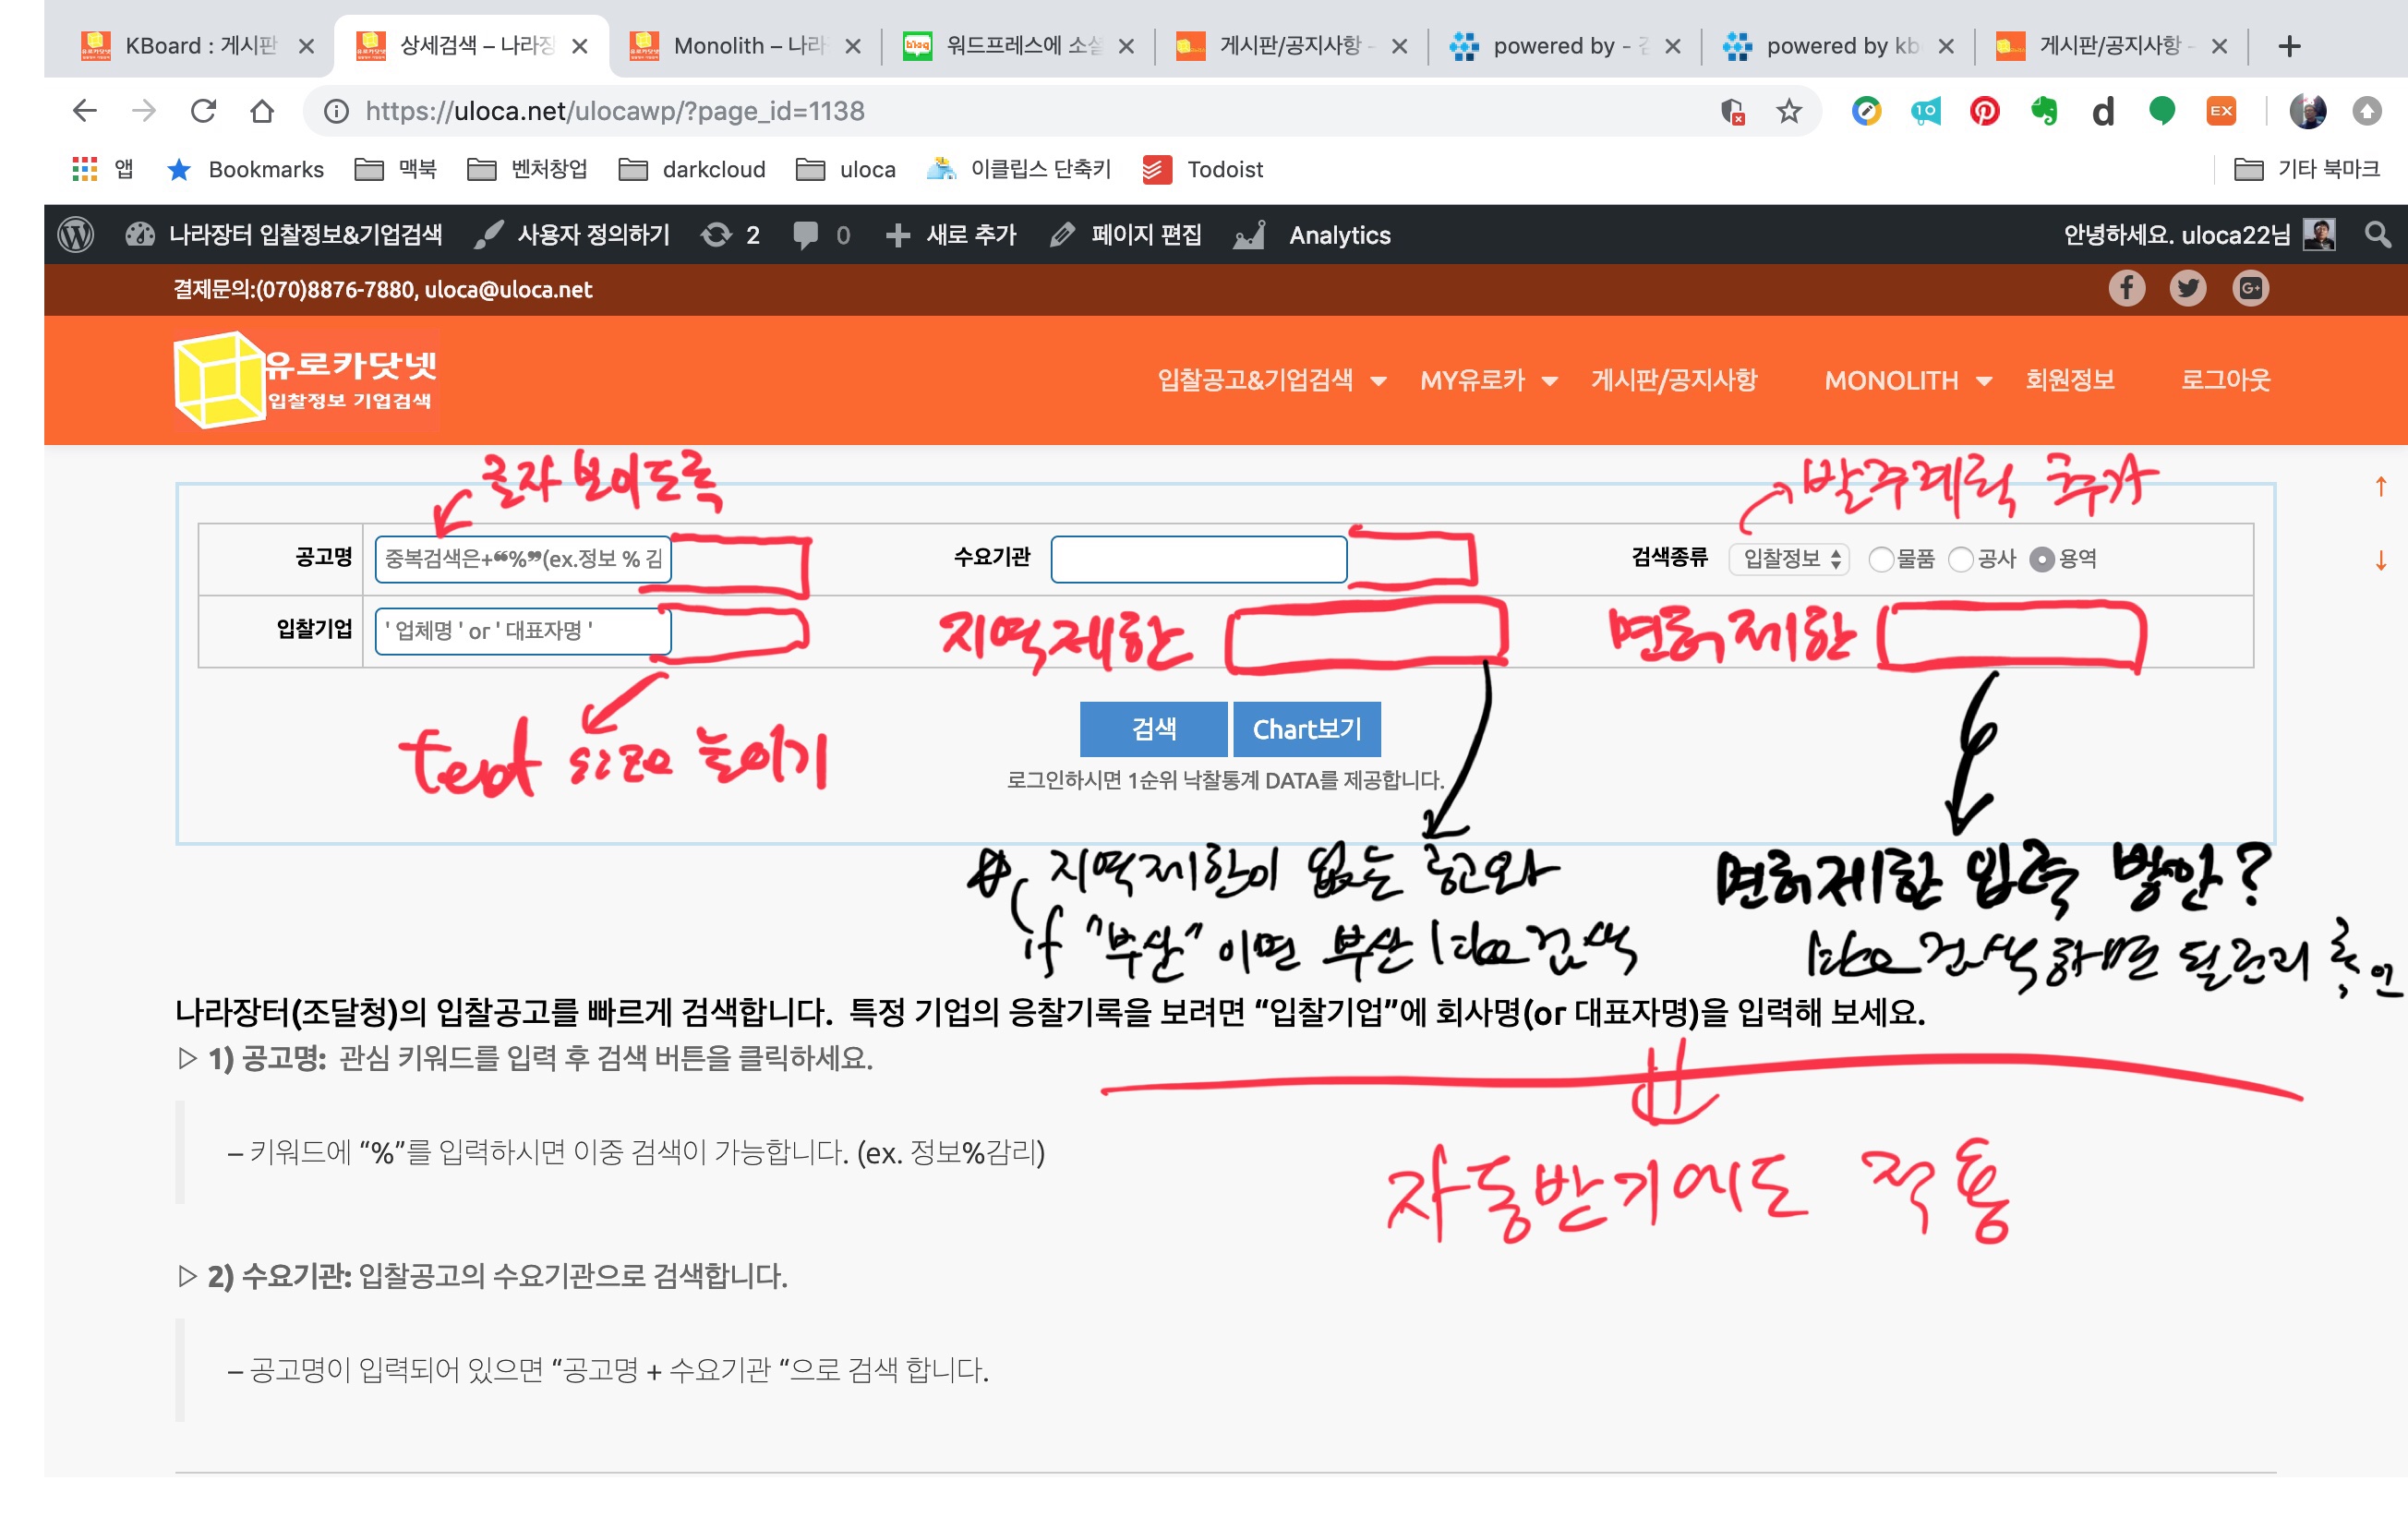 KBoard : 게시판
상세검색 – 나라장
Monolith – 나라
워드프레스에 소셜
게시판/공지사항 -
powered by - 김
powered by kb
게시판/공지사항 -
https://uloca.net/ulocawp/?page_id=1138
앱 Bookmarks 맥북 벤처창업 darkcloud uloca 이클립스 단축키 Todoist 기타 북마크
나라장터 입찰정보&기업검색 사용자 정의하기 2 0 새로 추가 페이지 편집 Analytics 안녕하세요. uloca22님
결제문의:(070)8876-7880, uloca@uloca.net
유로카닷넷
입찰정보 기업검색
입찰공고&기업검색 MY유로카 게시판/공지사항 MONOLITH 회원정보 로그아웃
글자 보이도록
발주계획 추가
공고명 중복검색은+❝%❞(ex.정보 % 김
수요기관
검색종류 입찰정보 물품 공사 용역
입찰기업 ' 업체명 ' or ' 대표자명 '
지역제한
면허제한
text size 늘이기
검색 Chart보기
로그인하시면 1순위 낙찰통계 DATA를 제공합니다.
지역제한이 없는 공고와
if "부산" 이면 부산 like 검색
면허제한 입력 방안?
like 검색하면 될런지
나라장터(조달청)의 입찰공고를 빠르게 검색합니다. 특정 기업의 응찰기록을 보려면 “입찰기업”에 회사명(or 대표자명)을 입력해 보세요.
▷ 1) 공고명: 관심 키워드를 입력 후 검색 버튼을 클릭하세요.
– 키워드에 “%”를 입력하시면 이중 검색이 가능합니다. (ex. 정보%감리)
자동받기에도 적용
▷ 2) 수요기관: 입찰공고의 수요기관으로 검색합니다.
– 공고명이 입력되어 있으면 “공고명 + 수요기관 “으로 검색 합니다.